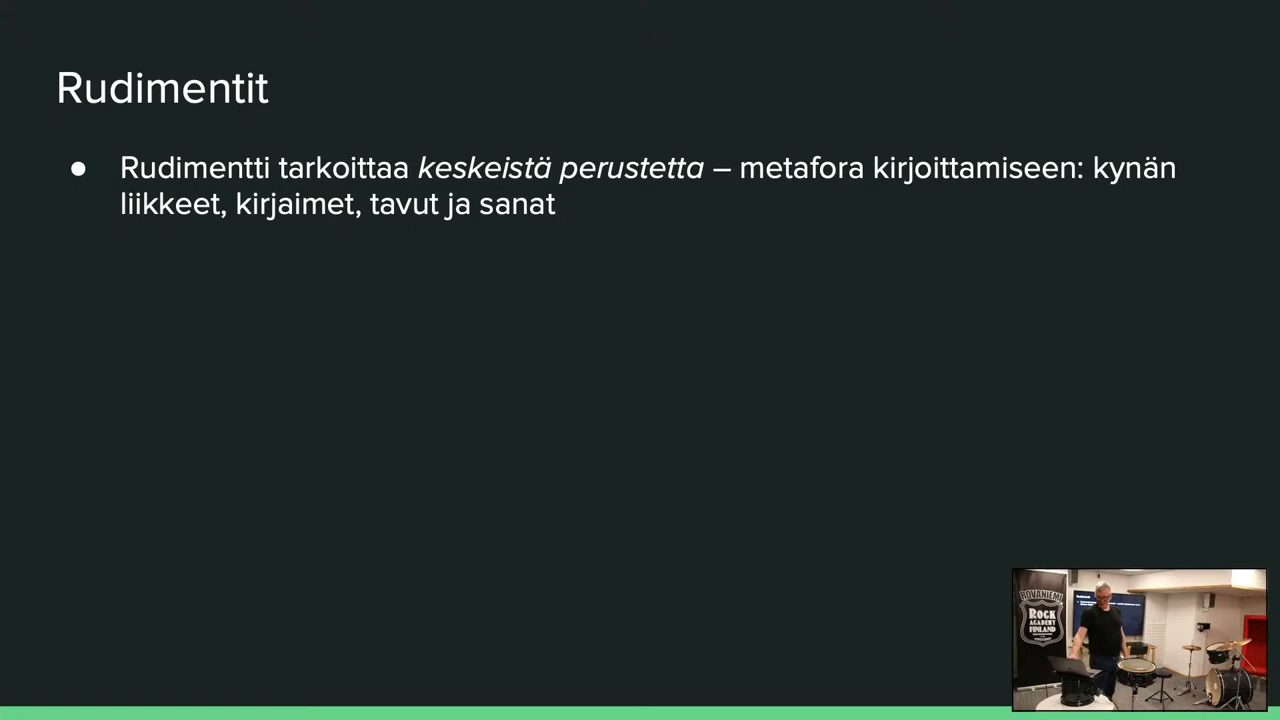 Rudimentit
● Rudimentti tarkoittaa keskeistä perustetta – metafora kirjoittamiseen: kynän
liikkeet, kirjaimet, tavut ja sanat
ROVANIEMI
ROCK
ACADEMY
FINLAND